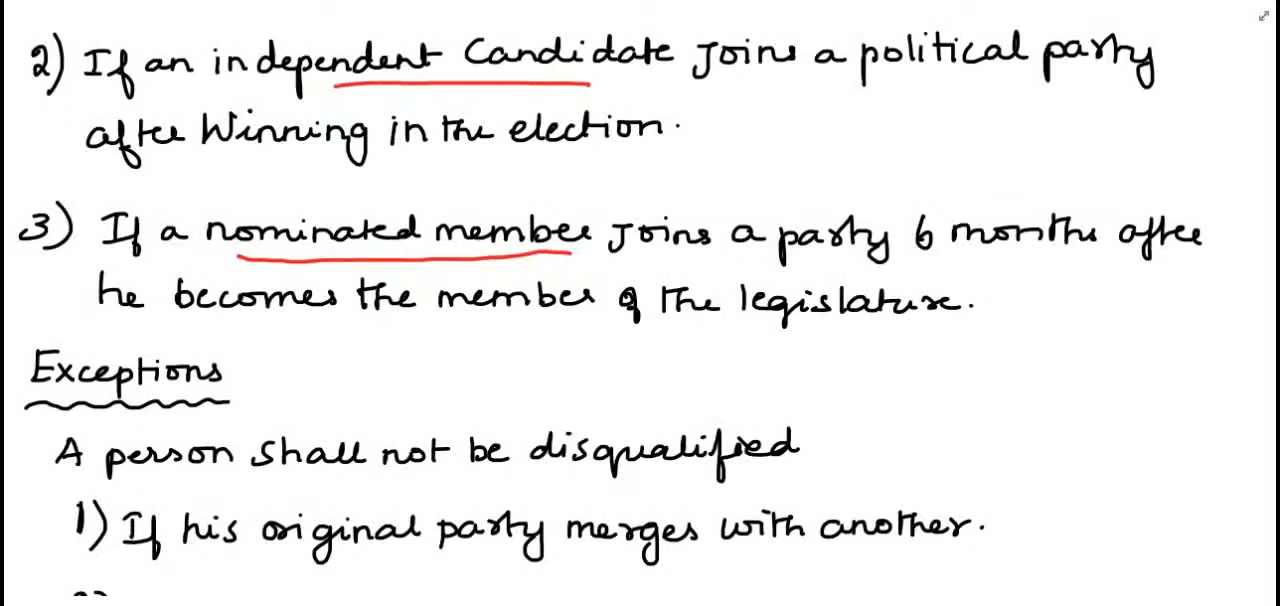 2) If an independent Candidate Joins a political party
after Winning in the election.
3) If a nominated member Joins a party 6 months after
he becomes the member of the legislature.
Exceptions
A person shall not be disqualified
1) If his original party merges with another.